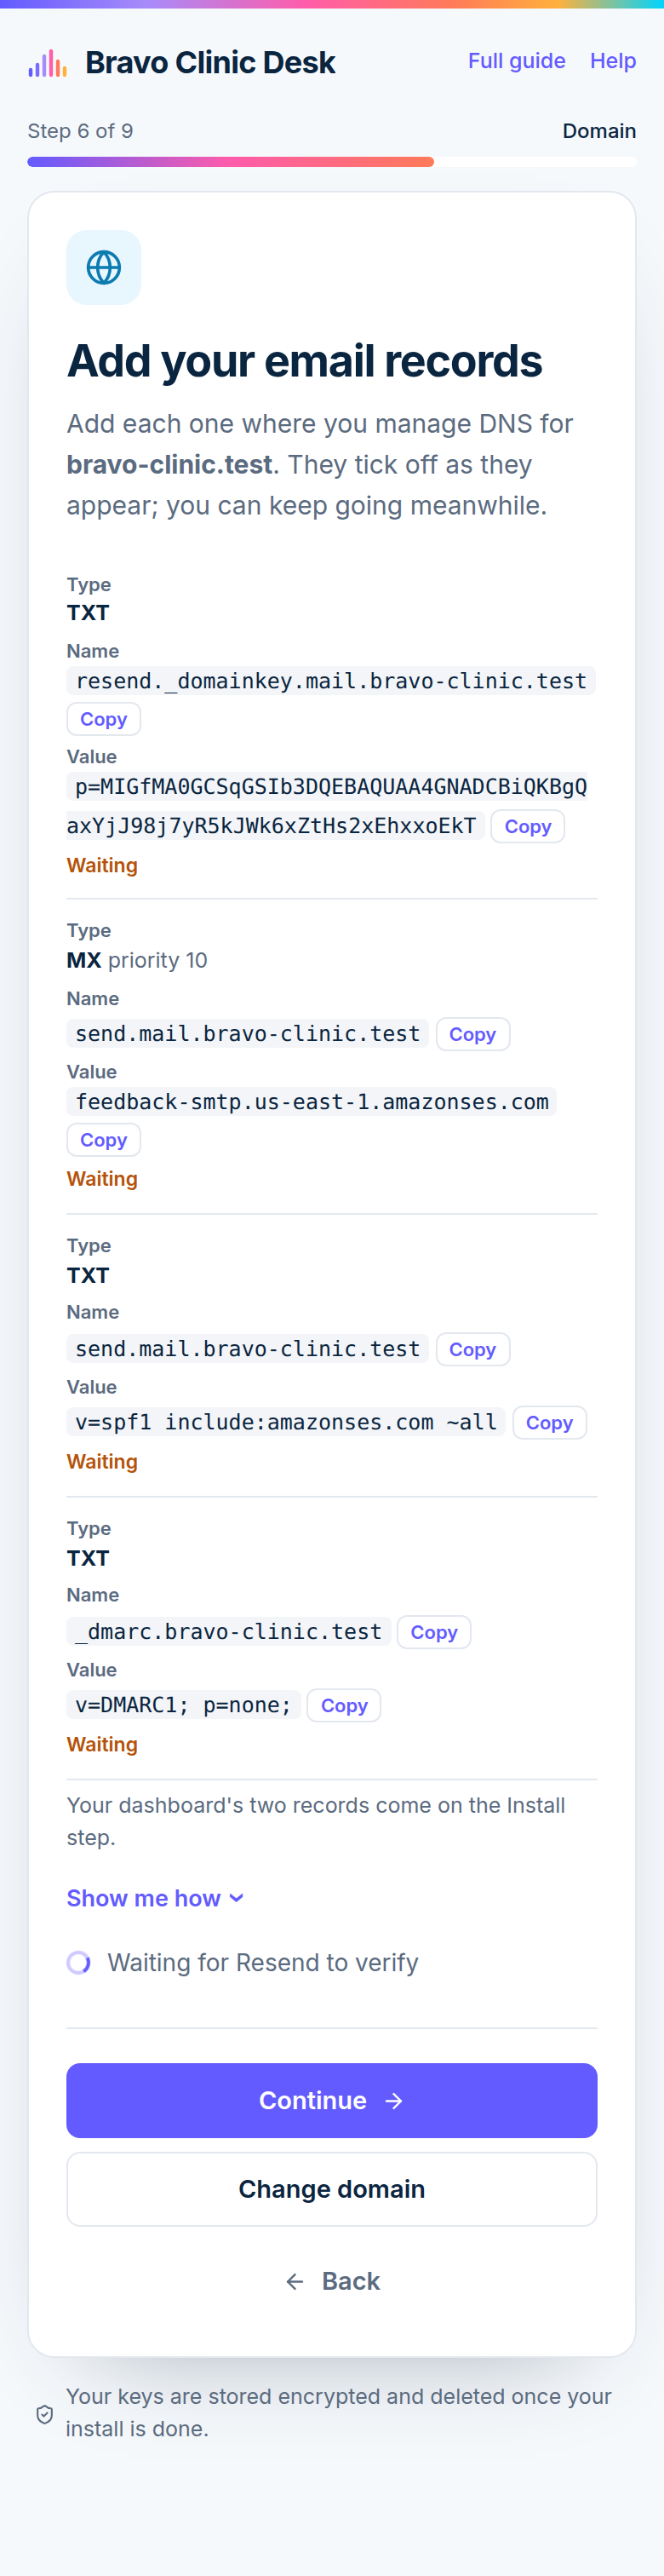 Bravo Clinic Desk
Full guide
Help
Step 6 of 9
Domain
Add your email records
Add each one where you manage DNS for
bravo-clinic.test. They tick off as they
appear; you can keep going meanwhile.
Type
TXT
Name
resend._domainkey.mail.bravo-clinic.test
Copy
Value
p=MIGfMA0GCSqGSIb3DQEBAQUAA4GNADCBiQKBgQ
axYjJ98j7yR5kJWk6xZtHs2xEhxxoEkT Copy
Waiting
Type
MX priority 10
Name
send.mail.bravo-clinic.test Copy
Value
feedback-smtp.us-east-1.amazonses.com
Copy
Waiting
Type
TXT
Name
send.mail.bravo-clinic.test Copy
Value
v=spf1 include:amazonses.com ~all Copy
Waiting
Type
TXT
Name
_dmarc.bravo-clinic.test Copy
Value
v=DMARC1; p=none; Copy
Waiting
Your dashboard's two records come on the Install
step.
Show me how
Waiting for Resend to verify
Continue
Change domain
Back
Your keys are stored encrypted and deleted once your
install is done.